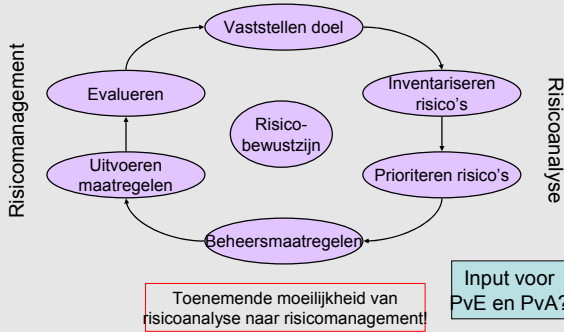 Vaststellen doel
Risicomanagement
Evalueren
Inventariseren
risico's
Risicoanalyse
Risico-
bewustzijn
Uitvoeren
maatregelen
Prioriteren risico's
Beheersmaatregelen
Toenemende moeilijkheid van
risicoanalyse naar risicomanagement!
Input voor
PvE en PvA?